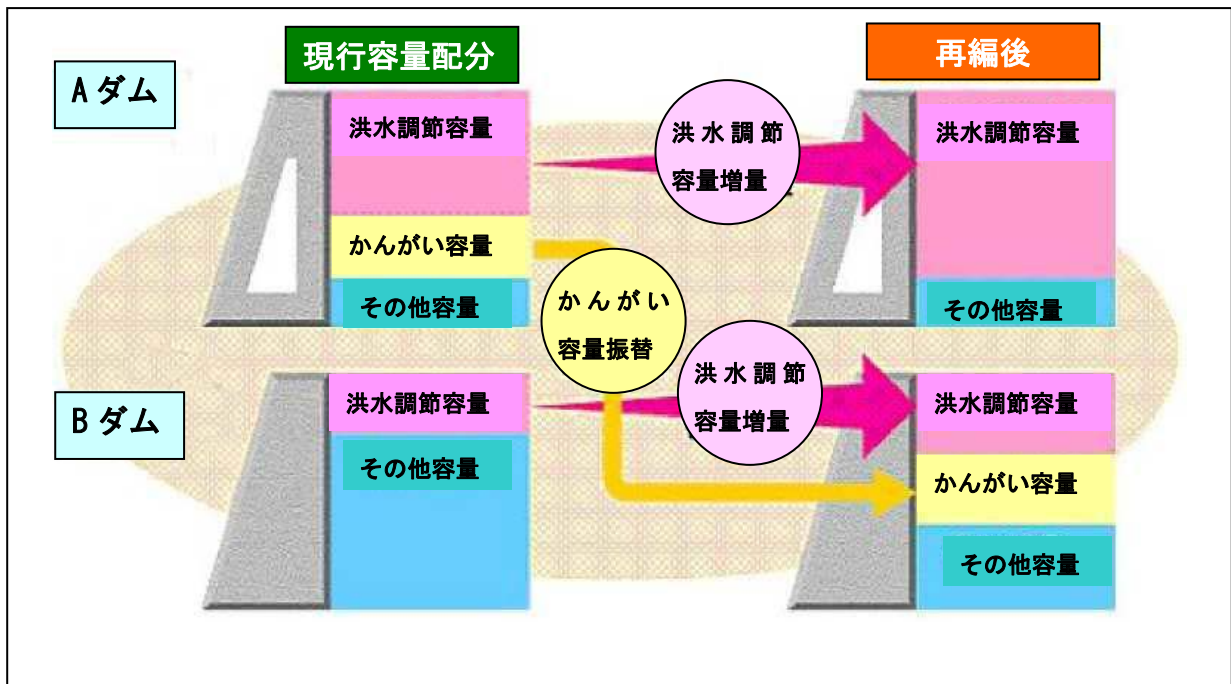 現行容量配分
再編後
Aダム
洪水調節容量
かんがい容量
その他容量
洪水調節
容量増量
洪水調節容量
その他容量
かんがい
容量振替
Bダム
洪水調節容量
その他容量
洪水調節
容量増量
洪水調節容量
かんがい容量
その他容量